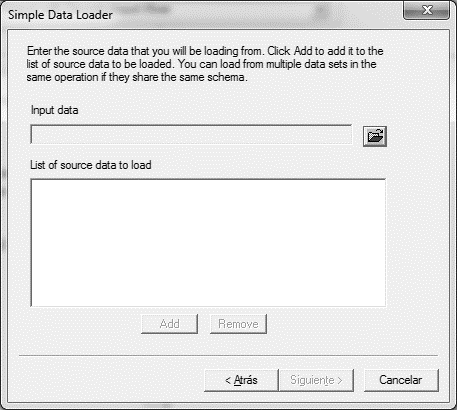 Simple Data Loader
Enter the source data that you will be loading from. Click Add to add it to the
list of source data to be loaded. You can load from multiple data sets in the
same operation if they share the same schema.
Input data
List of source data to load
Add Remove
< Atrás Siguiente > Cancelar